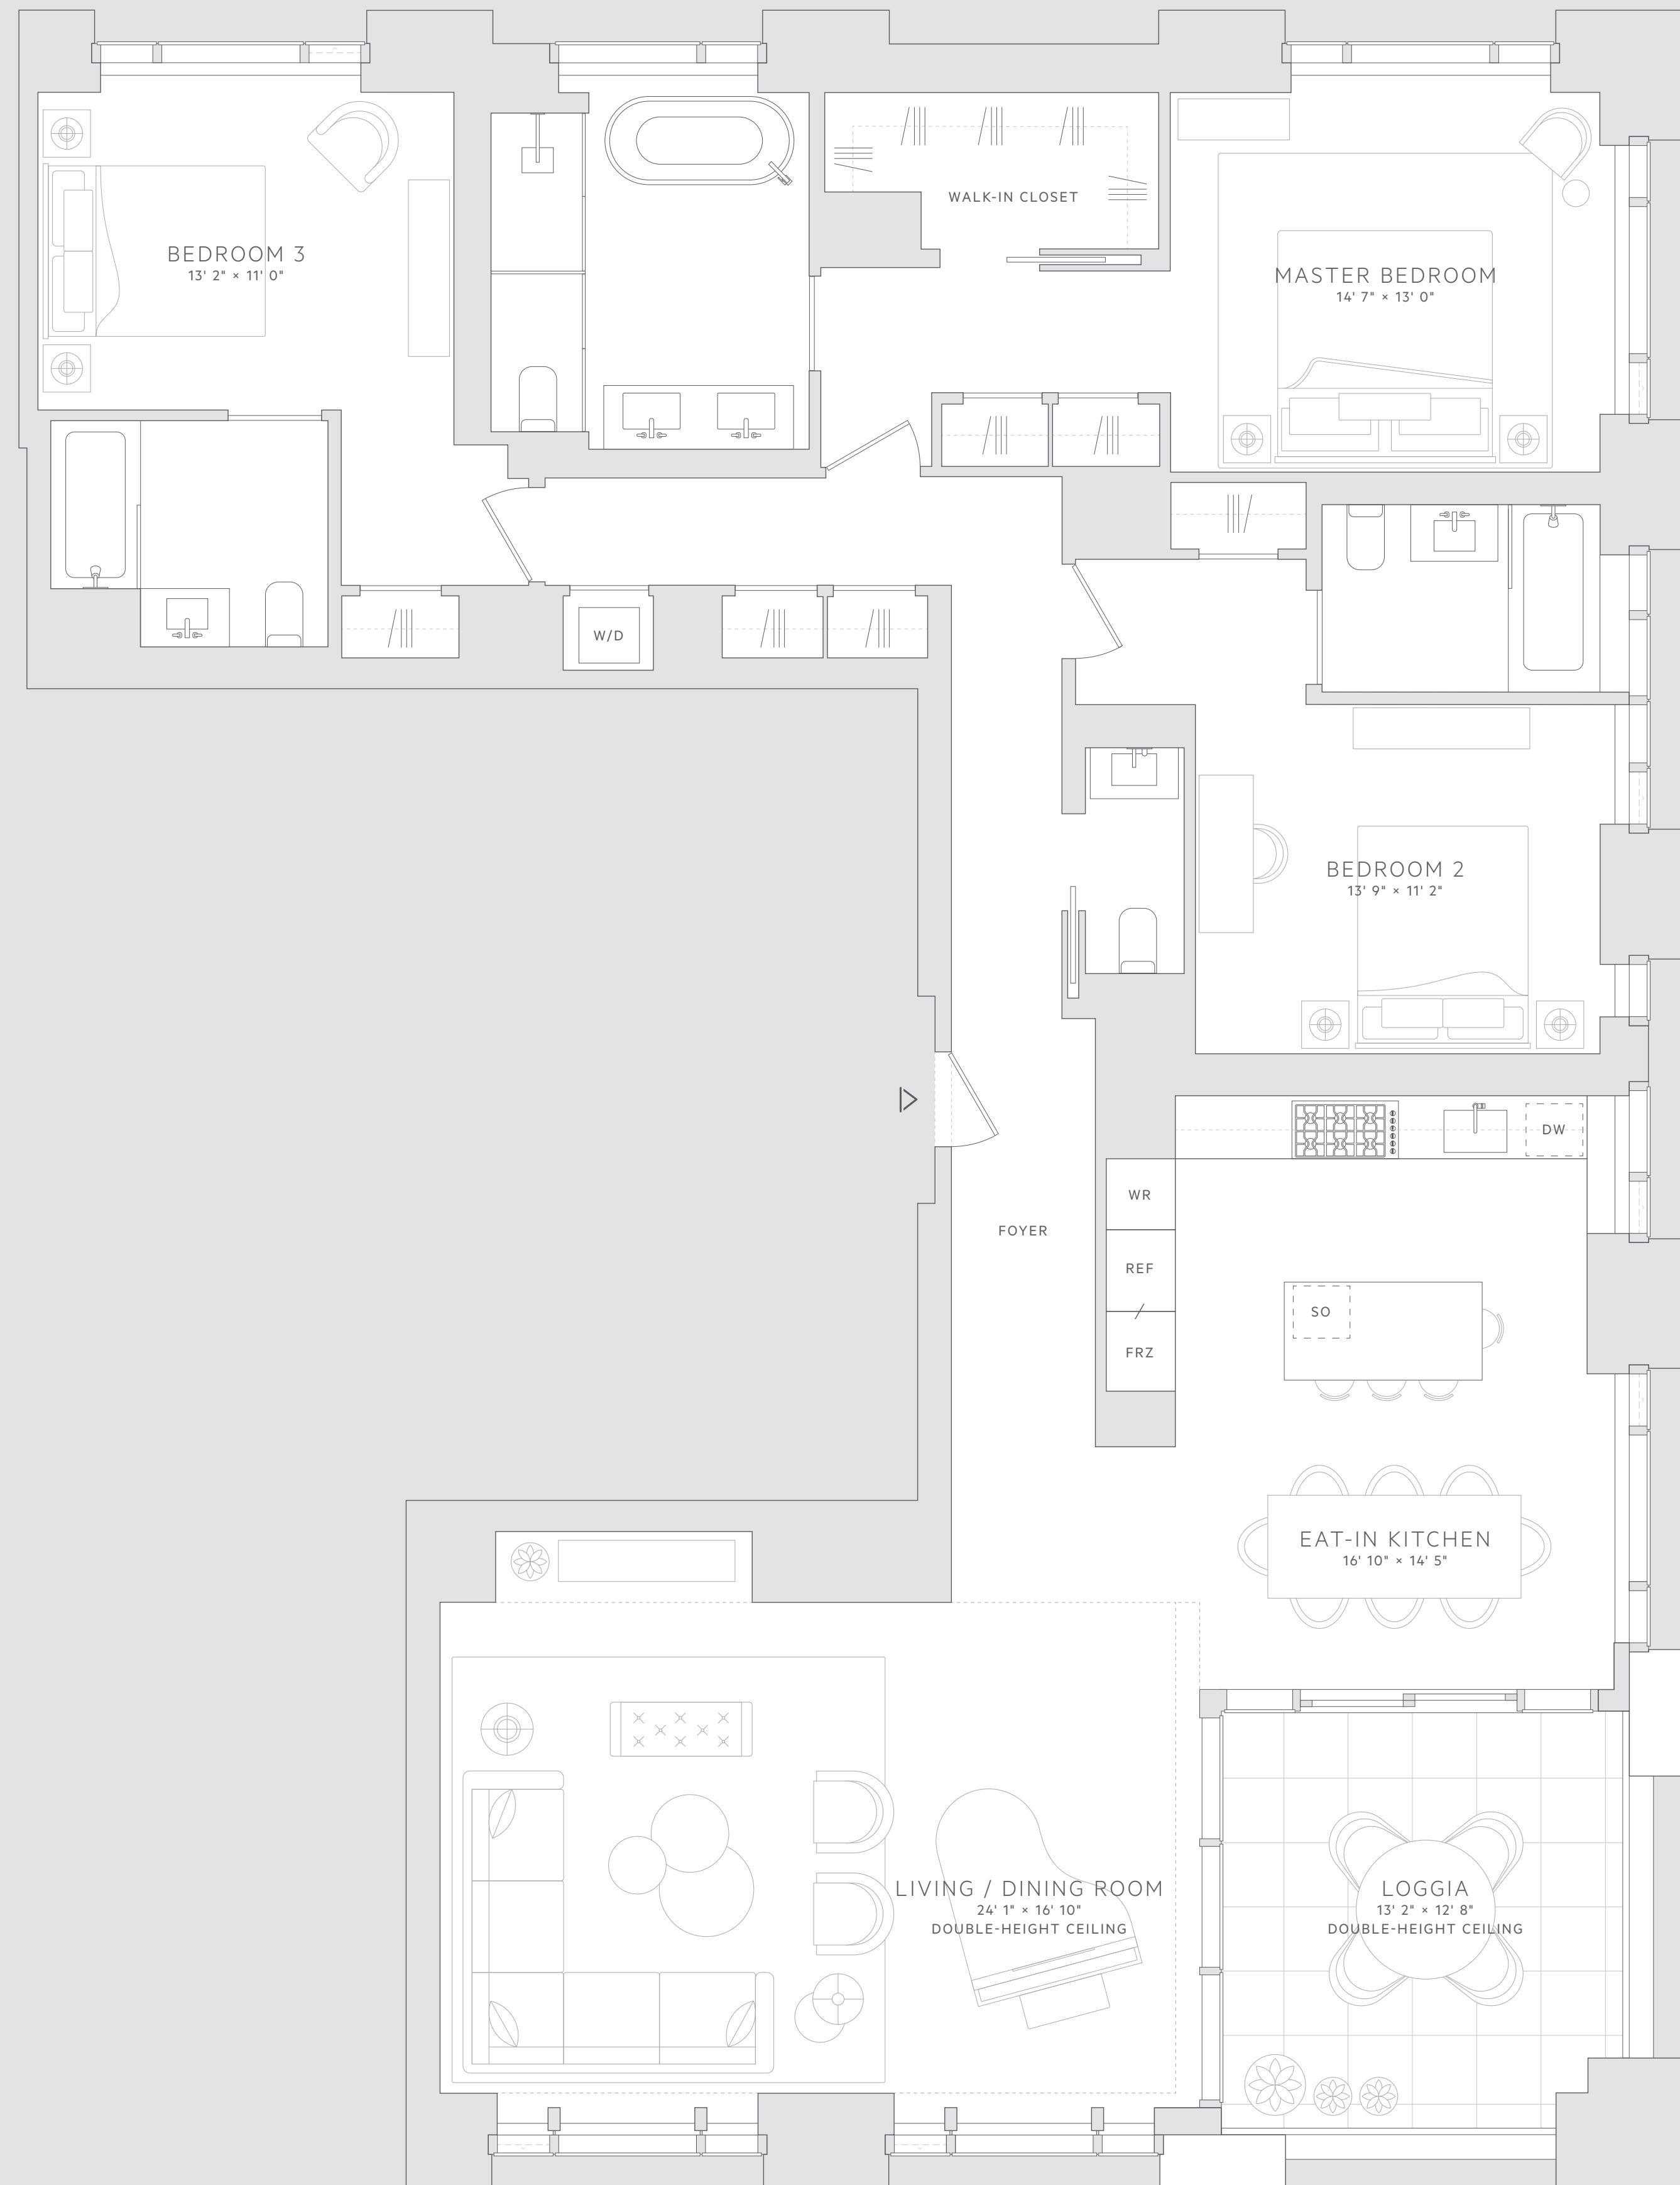 WALK-IN CLOSET
BEDROOM 3
13' 2" × 11' 0"
MASTER BEDROOM
14' 7" × 13' 0"
W/D
BEDROOM 2
13' 9" × 11' 2"
DW
WR
FOYER
REF
/
SO
FRZ
EAT-IN KITCHEN
16' 10" × 14' 5"
LIVING / DINING ROOM
24' 1" × 16' 10"
DOUBLE-HEIGHT CEILING
LOGGIA
13' 2" × 12' 8"
DOUBLE-HEIGHT CEILING